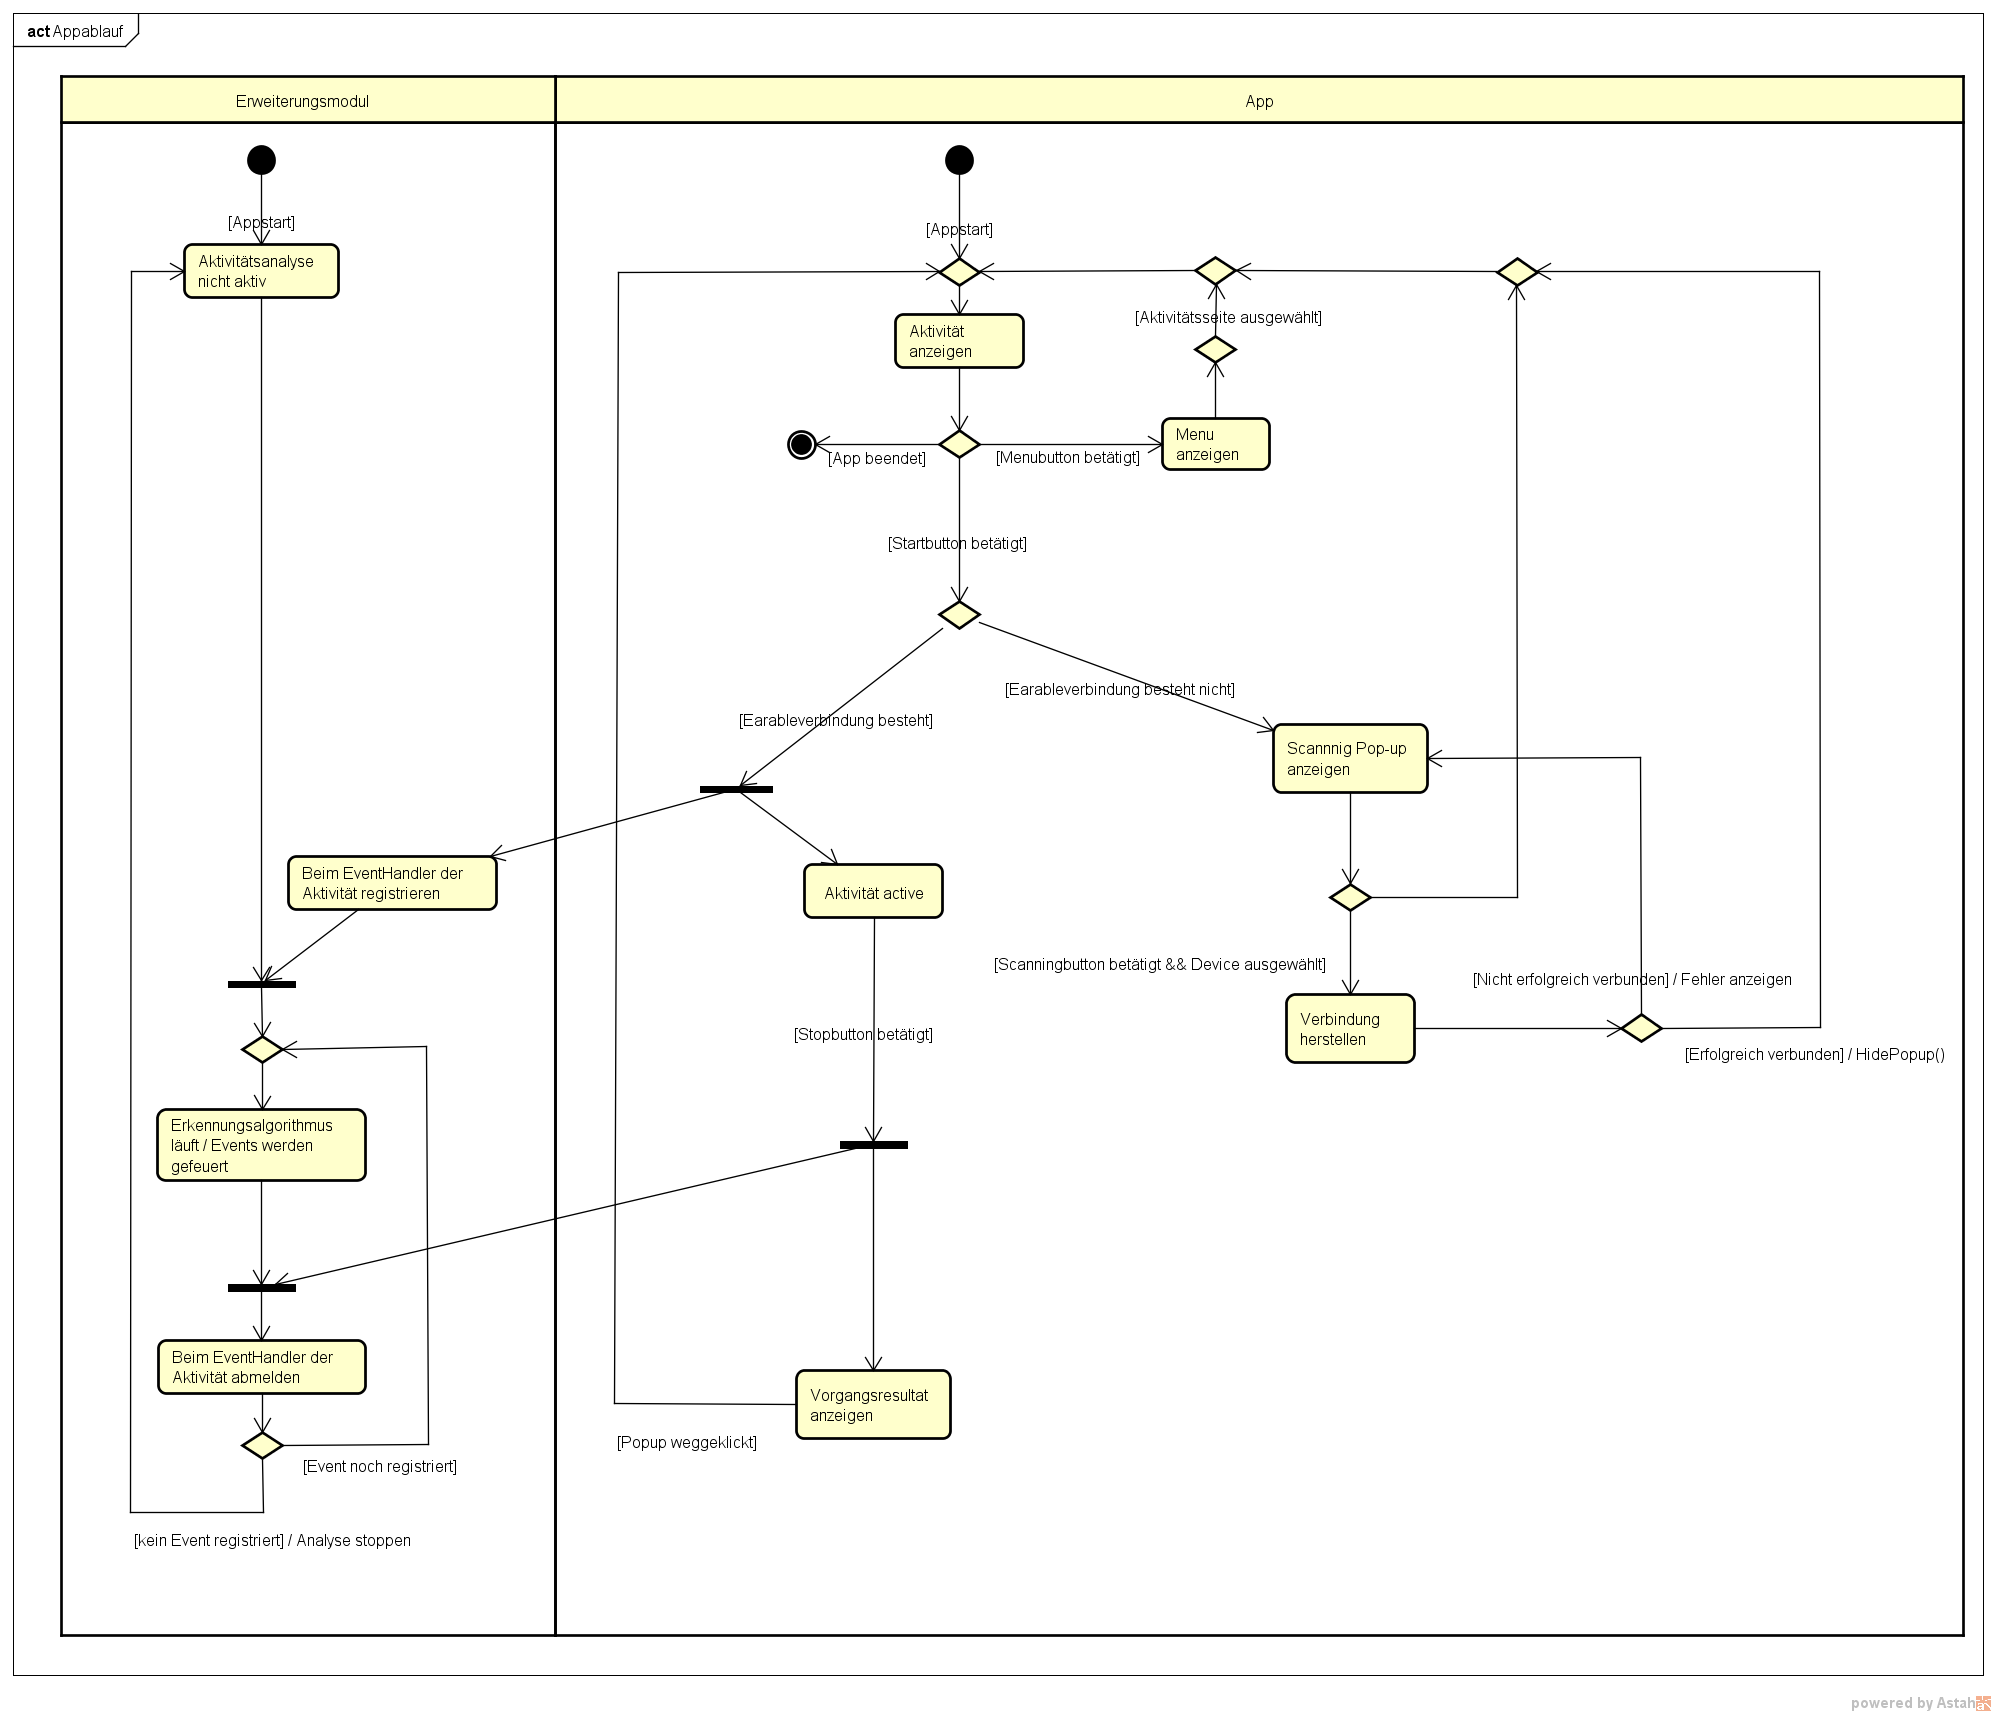 act Appablauf
Erweiterungsmodul
App
[Appstart]
Aktivitätsanalyse
nicht aktiv
[Appstart]
Aktivität
anzeigen
[Aktivitätsseite ausgewählt]
[App beendet]
[Menubutton betätigt]
Menu
anzeigen
[Startbutton betätigt]
[Earableverbindung besteht]
[Earableverbindung besteht nicht]
Scannnig Pop-up
anzeigen
Beim EventHandler der
Aktivität registrieren
Aktivität active
[Scanningbutton betätigt && Device ausgewählt]
[Nicht erfolgreich verbunden] / Fehler anzeigen
Verbindung
herstellen
[Erfolgreich verbunden] / HidePopup()
[Stopbutton betätigt]
Erkennungsalgorithmus
läuft / Events werden
gefeuert
Beim EventHandler der
Aktivität abmelden
Vorgangsresultat
anzeigen
[Popup weggeklickt]
[Event noch registriert]
[kein Event registriert] / Analyse stoppen
powered by Astah